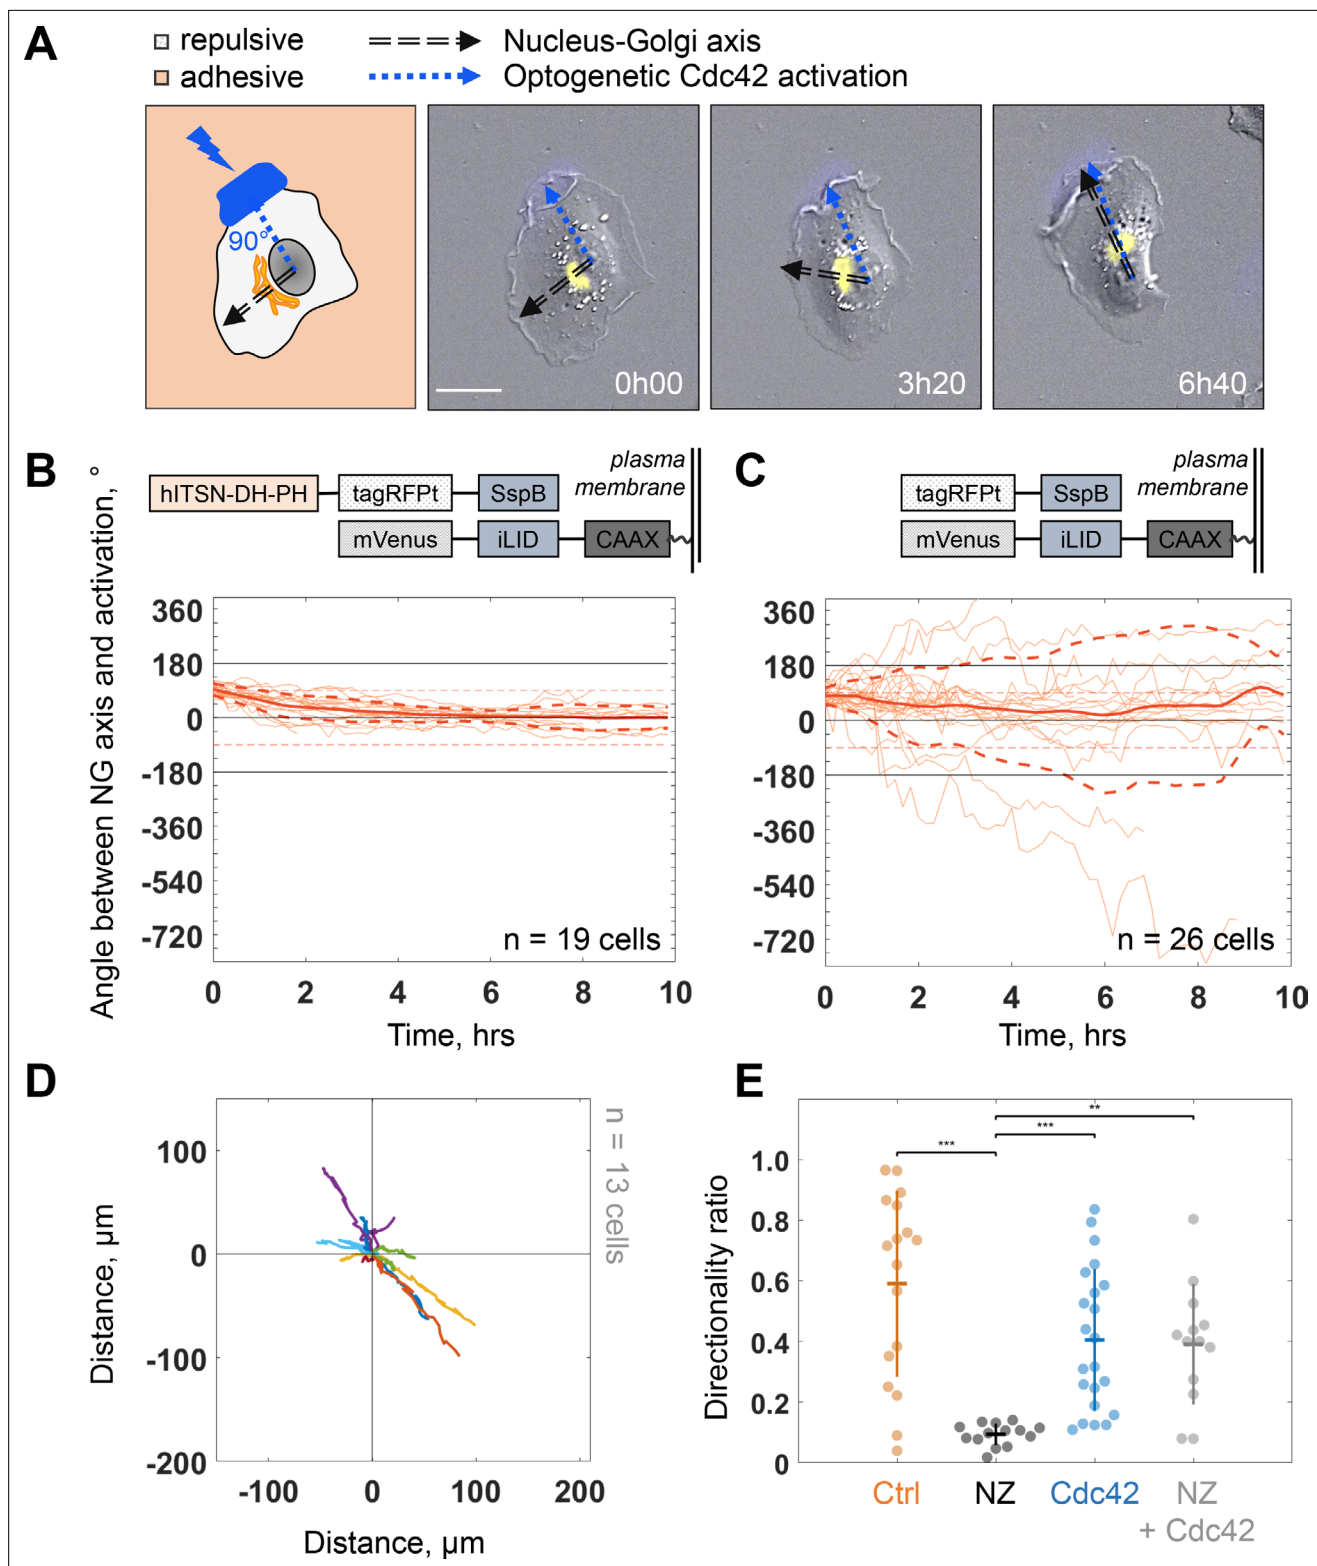 A
repulsive
Nucleus-Golgi axis
adhesive
Optogenetic Cdc42 activation
90°
0h00
3h20
6h40
B
Angle between NG axis and activation, °
plasma
membrane
hITSN-DH-PH
tagRFPt
SspB
mVenus
iLID
CAAX
360
180
0
-180
-360
-540
-720
n = 19 cells
0 2 4 6 8 10
Time, hrs
C
plasma
membrane
tagRFPt
SspB
mVenus
iLID
CAAX
360
180
0
-180
-360
-540
-720
n = 26 cells
0 2 4 6 8 10
Time, hrs
D
n = 13 cells
Distance, µm
100
0
-100
-200
-100 0 100 200
Distance, µm
E
** 
***
***
Directionality ratio
1.0
0.8
0.6
0.4
0.2
0
Ctrl
NZ
Cdc42
NZ
+ Cdc42